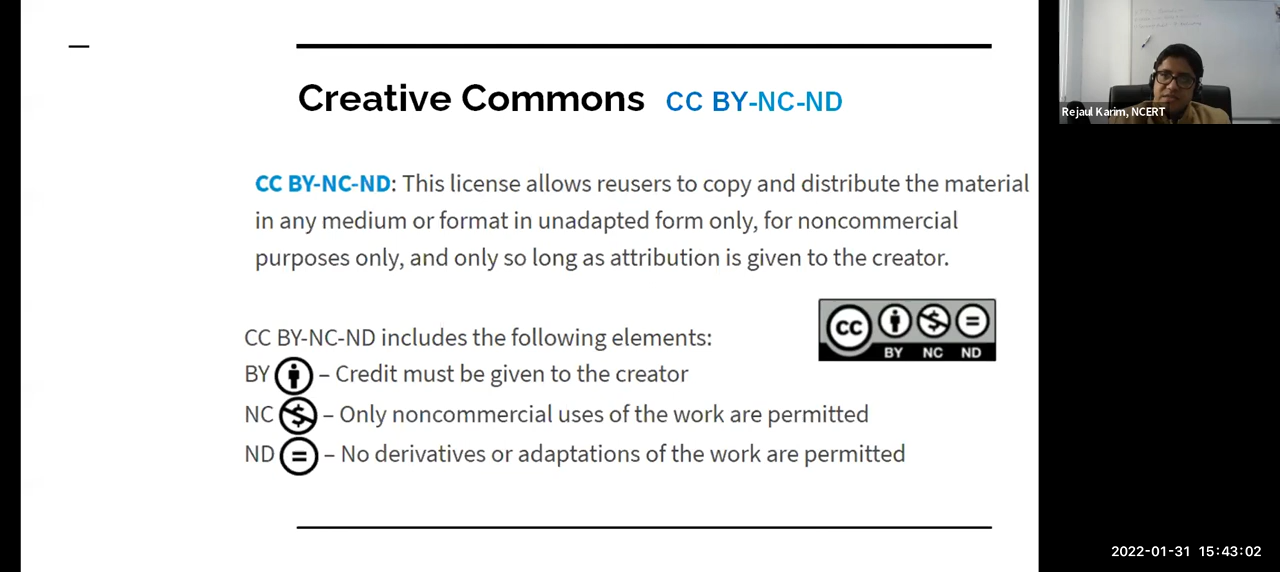 Creative Commons CC BY-NC-ND
CC BY-NC-ND: This license allows reusers to copy and distribute the material
in any medium or format in unadapted form only, for noncommercial
purposes only, and only so long as attribution is given to the creator.
CC BY-NC-ND includes the following elements:
BY – Credit must be given to the creator
NC $ – Only noncommercial uses of the work are permitted
ND = – No derivatives or adaptations of the work are permitted
cc $ =
BY NC ND
Rejaul Karim, NCERT
2022-01-31 15:43:02